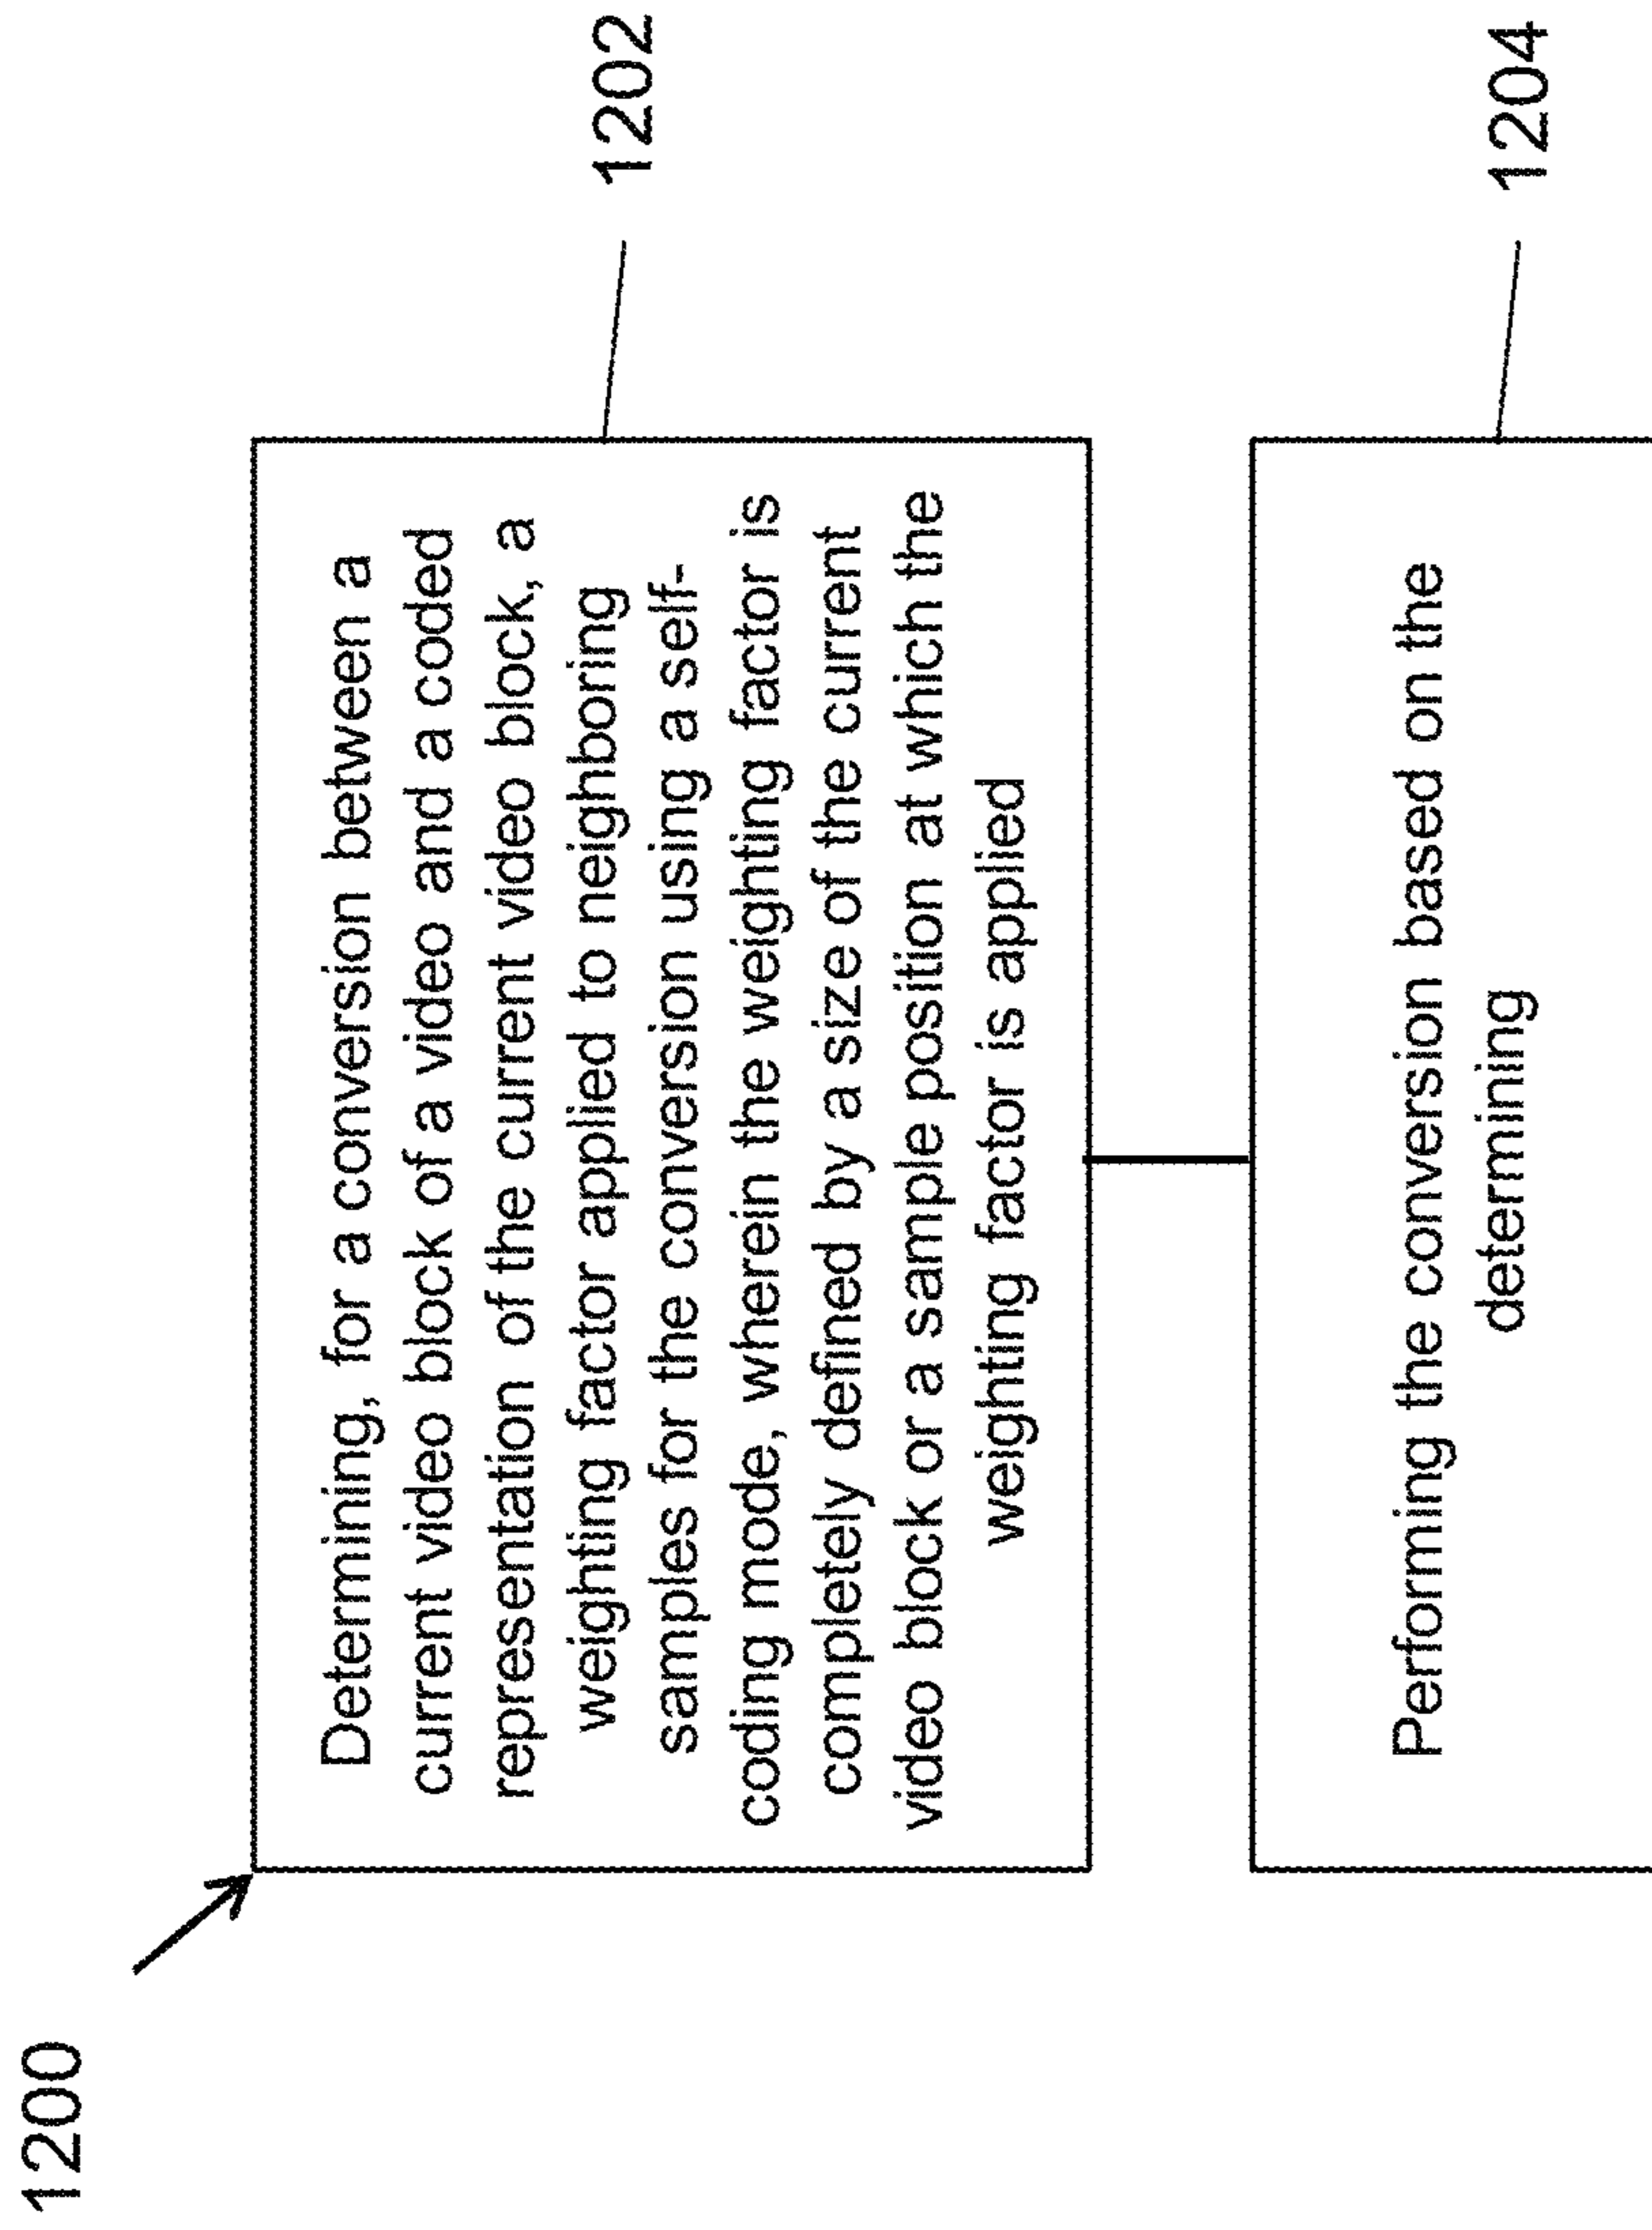 1200
Determining, for a conversion between a
current video block of a video and a coded
representation of the current video block, a
weighting factor applied to neighboring
samples for the conversion using a self-
coding mode, wherein the weighting factor is
completely defined by a size of the current
video block or a sample position at which the
weighting factor is applied
1202
Performing the conversion based on the
determining
1204